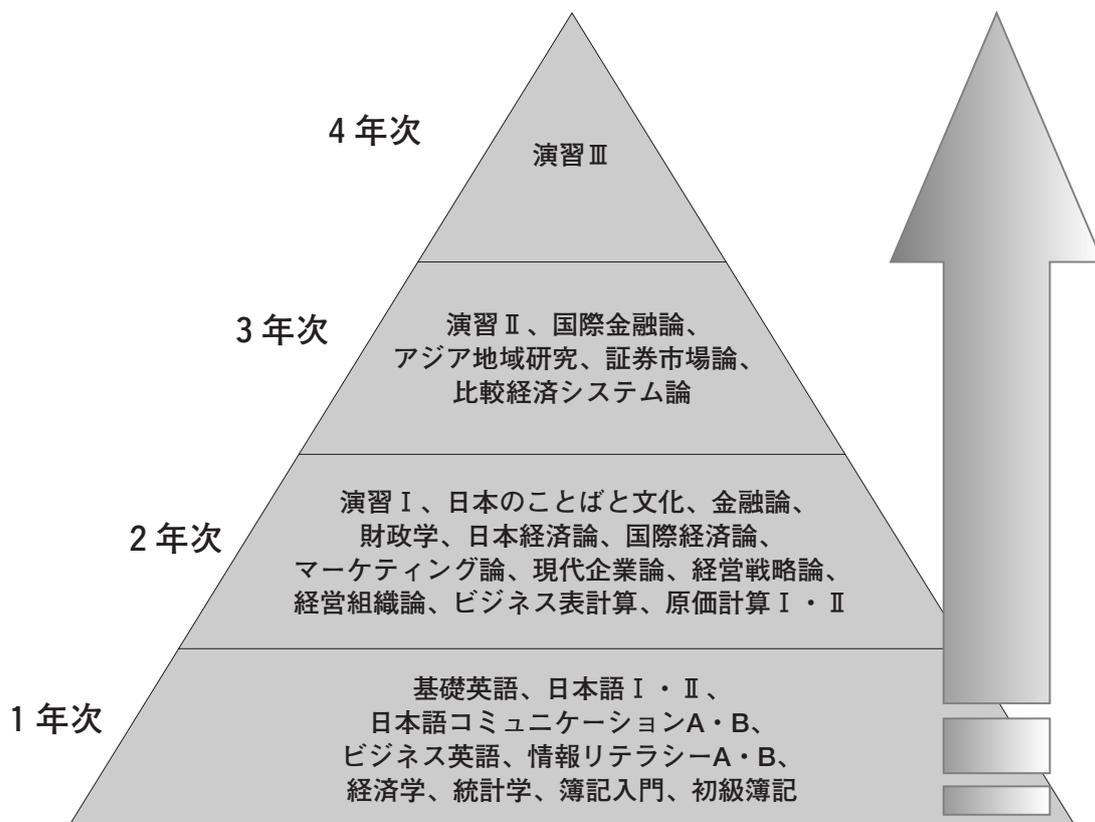 4年次
演習Ⅲ
3年次
演習Ⅱ、国際金融論、
アジア地域研究、証券市場論、
比較経済システム論
2年次
演習Ⅰ、日本のことばと文化、金融論、
財政学、日本経済論、国際経済論、
マーケティング論、現代企業論、経営戦略論、
経営組織論、ビジネス表計算、原価計算Ⅰ・Ⅱ
1年次
基礎英語、日本語Ⅰ・Ⅱ、
日本語コミュニケーションA・B、
ビジネス英語、情報リテラシーA・B、
経済学、統計学、簿記入門、初級簿記